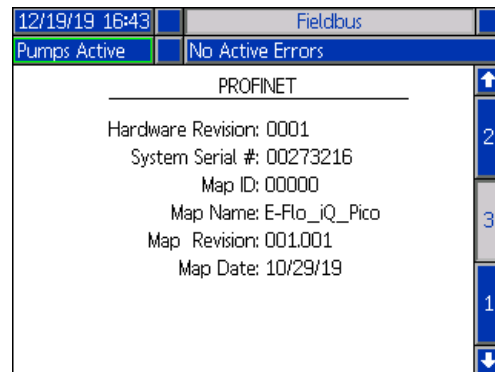 12/19/19 16:43 Fieldbus
Pumps Active No Active Errors
PROFINET
Hardware Revision: 0001
System Serial #: 00273216
Map ID: 00000
Map Name: E-Flo_iQ_Pico
Map Revision: 001.001
Map Date: 10/29/19
2
3
1